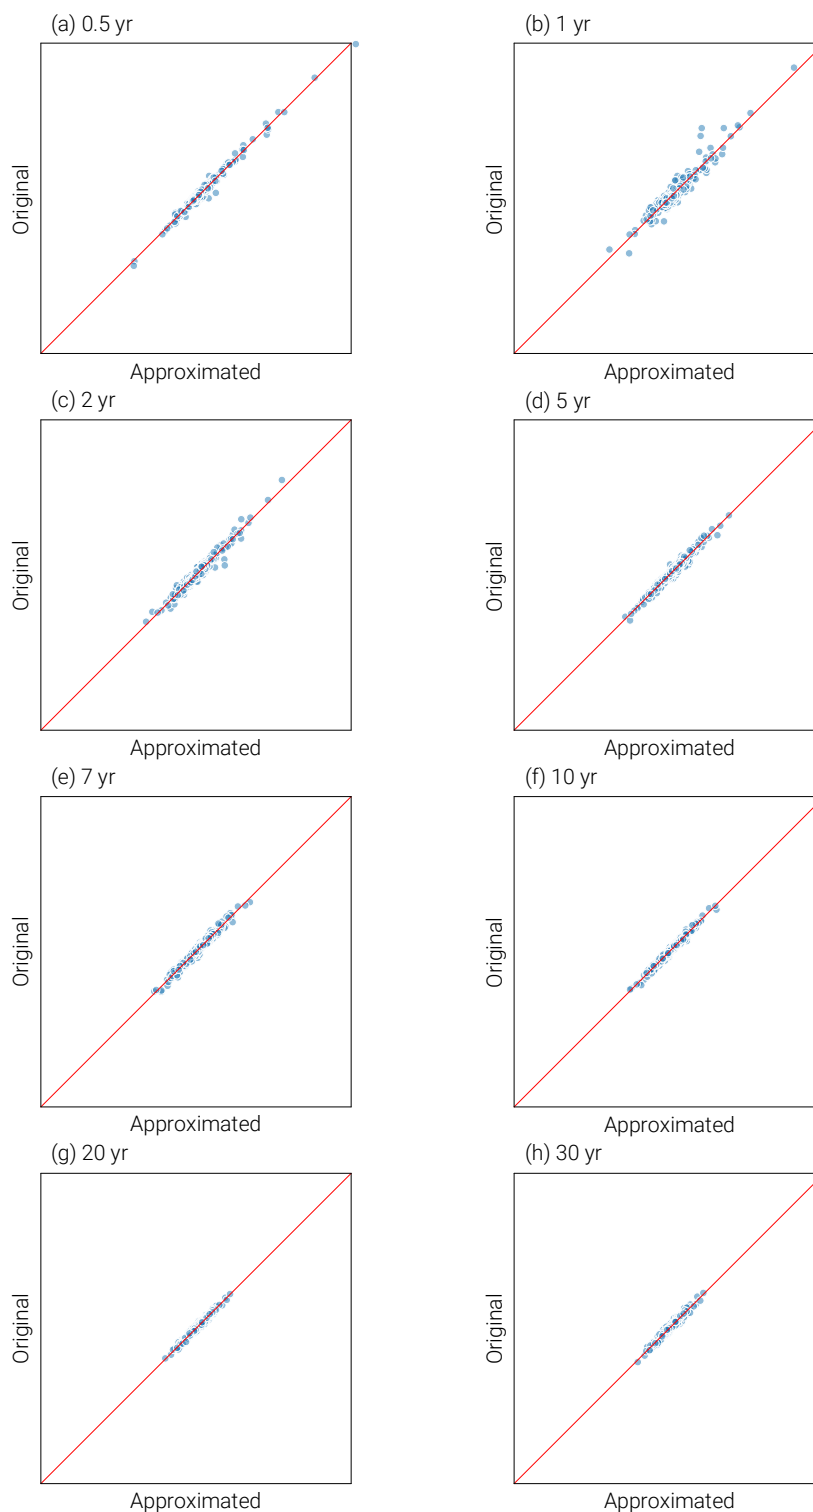 (a) 0.5 yr
(b) 1 yr
Original
Original
Approximated
Approximated
(c) 2 yr
(d) 5 yr
Original
Original
Approximated
Approximated
(e) 7 yr
(f) 10 yr
Original
Original
Approximated
Approximated
(g) 20 yr
(h) 30 yr
Original
Original
Approximated
Approximated